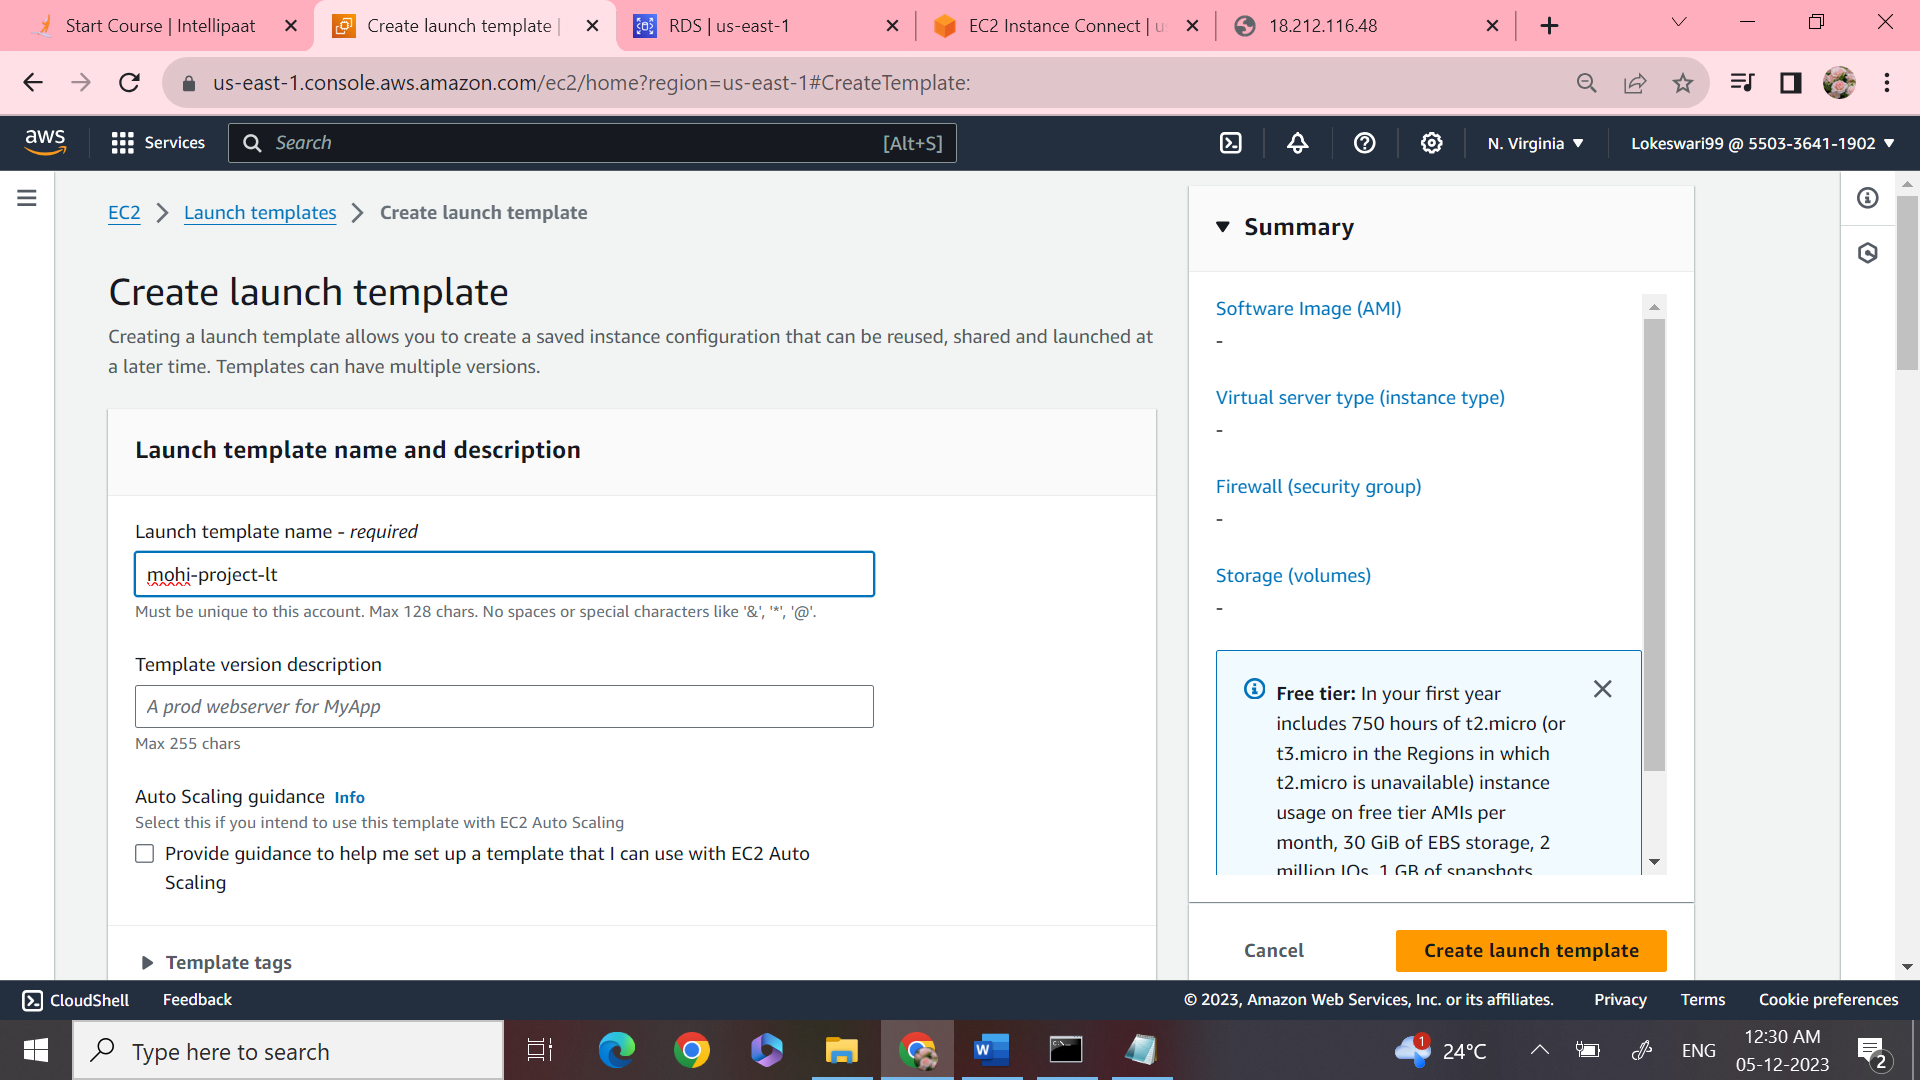 Start Course | Intellipaat
Create launch template |
RDS | us-east-1
EC2 Instance Connect | u
18.212.116.48
us-east-1.console.aws.amazon.com/ec2/home?region=us-east-1#CreateTemplate:
aws
Services
Search
[Alt+S]
N. Virginia
Lokeswari99 @ 5503-3641-1902
EC2
Launch templates
Create launch template
Create launch template
Creating a launch template allows you to create a saved instance configuration that can be reused, shared and launched at
a later time. Templates can have multiple versions.
Launch template name and description
Launch template name - required
mohi-project-lt
Must be unique to this account. Max 128 chars. No spaces or special characters like '&', '*', '@'.
Template version description
A prod webserver for MyApp
Max 255 chars
Auto Scaling guidance Info
Select this if you intend to use this template with EC2 Auto Scaling
Provide guidance to help me set up a template that I can use with EC2 Auto
Scaling
Template tags
Summary
Software Image (AMI)
-
Virtual server type (instance type)
-
Firewall (security group)
-
Storage (volumes)
-
Free tier: In your first year
includes 750 hours of t2.micro (or
t3.micro in the Regions in which
t2.micro is unavailable) instance
usage on free tier AMIs per
month, 30 GiB of EBS storage, 2
million IOs, 1 GB of snapshots,
Cancel
Create launch template
CloudShell
Feedback
© 2023, Amazon Web Services, Inc. or its affiliates.
Privacy
Terms
Cookie preferences
Type here to search
W
1
24°C
ENG
12:30 AM
05-12-2023
2